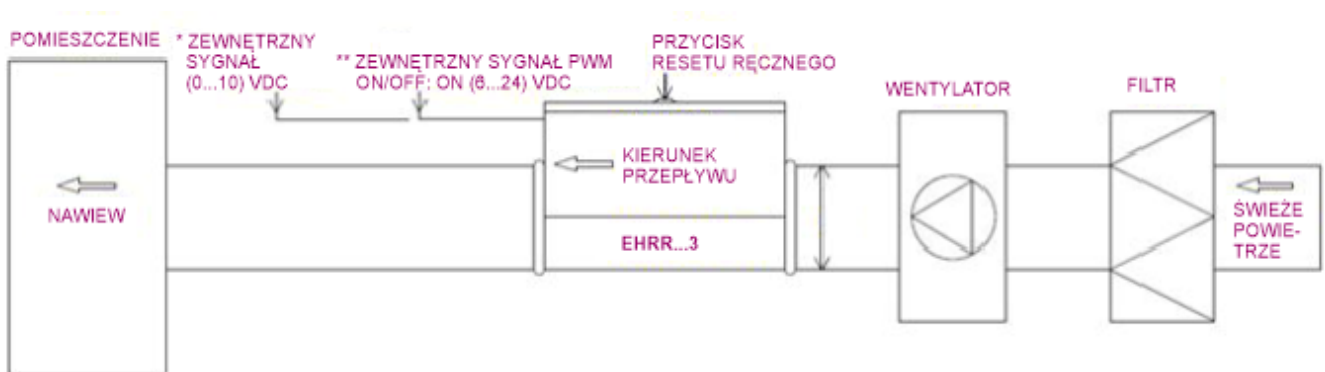 POMIESZCZENIE
* ZEWNĘTRZNY
SYGNAŁ
(0...10) VDC
** ZEWNĘTRZNY SYGNAŁ PWM
ON/OFF: ON (6...24) VDC
PRZYCISK
RESETU RĘCZNEGO
WENTYLATOR
FILTR
KIERUNEK
PRZEPŁYWU
NAWIEW
EHRR...3
ŚWIEŻE
POWIE-
TRZE